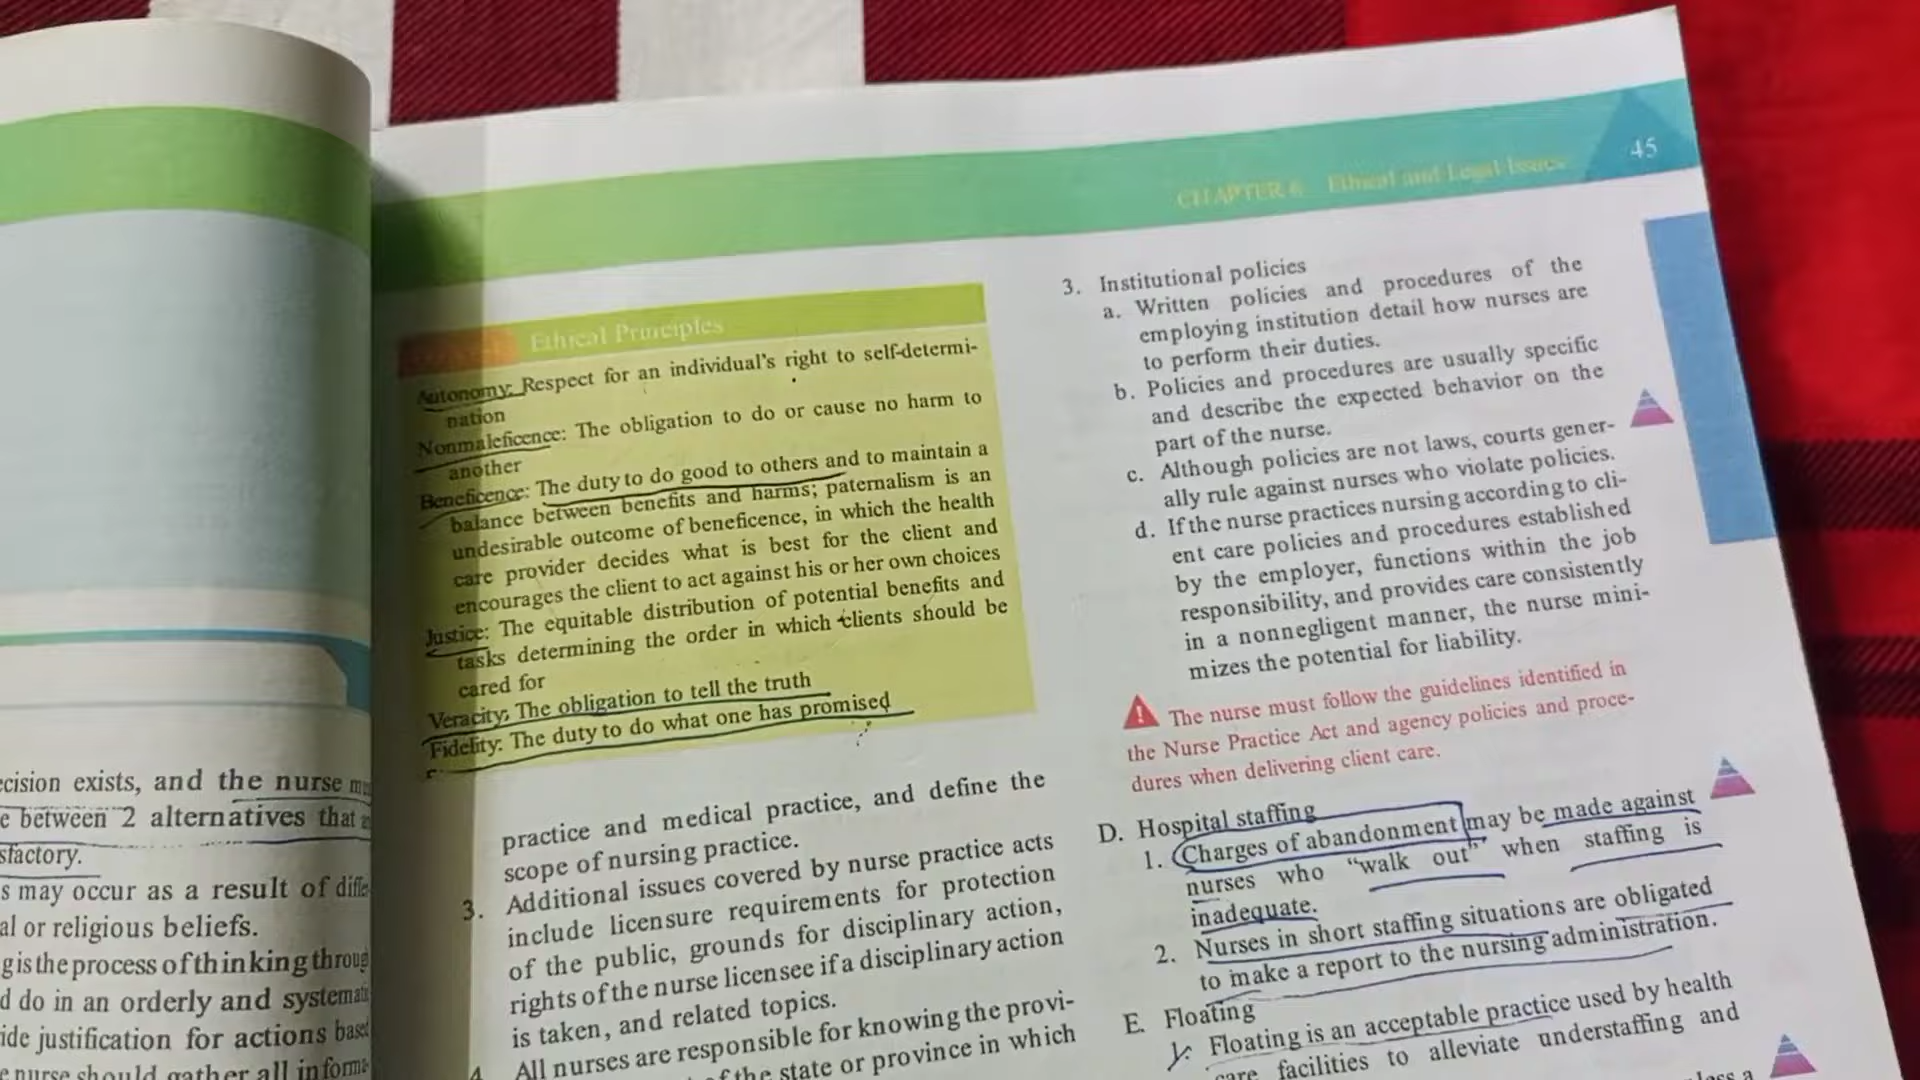 cision exists, and the nurse
e between 2 alternatives that
sfactory.
s may occur as a result of diffe
al or religious beliefs.
g is the process of thinking throug
d do in an orderly and systemati
ide justification for actions based
e nurse should gather all informa
CHAPTER 6 Ethical and Legal Issues
45
Ethical Principles
Autonomy: Respect for an individual's right to self-determi-
nation
Nonmaleficence: The obligation to do or cause no harm to
another
Beneficence: The duty to do good to others and to maintain a
balance between benefits and harms; paternalism is an
undesirable outcome of beneficence, in which the health
care provider decides what is best for the client and
encourages the client to act against his or her own choices
Justice: The equitable distribution of potential benefits and
tasks determining the order in which clients should be
cared for
Veracity: The obligation to tell the truth
Fidelity: The duty to do what one has promised
practice and medical practice, and define the
scope of nursing practice.
3. Additional issues covered by nurse practice acts
include licensure requirements for protection
of the public, grounds for disciplinary action,
rights of the nurse licensee if a disciplinary action
is taken, and related topics.
4 All nurses are responsible for knowing the provi-
of the state or province in which
3. Institutional policies
a. Written policies and procedures of the
employing institution detail how nurses are
to perform their duties.
b. Policies and procedures are usually specific
and describe the expected behavior on the
part of the nurse.
c. Although policies are not laws, courts gener-
ally rule against nurses who violate policies.
d. If the nurse practices nursing according to cli-
ent care policies and procedures established
by the employer, functions within the job
responsibility, and provides care consistently
in a nonnegligent manner, the nurse mini-
mizes the potential for liability.
The nurse must follow the guidelines identified in
the Nurse Practice Act and agency policies and proce-
dures when delivering client care.
D. Hospital staffing
1. Charges of abandonment may be made against
nurses who "walk out" when staffing is
inadequate.
2. Nurses in short staffing situations are obligated
to make a report to the nursing administration.
E. Floating
1. Floating is an acceptable practice used by health
care facilities to alleviate understaffing and